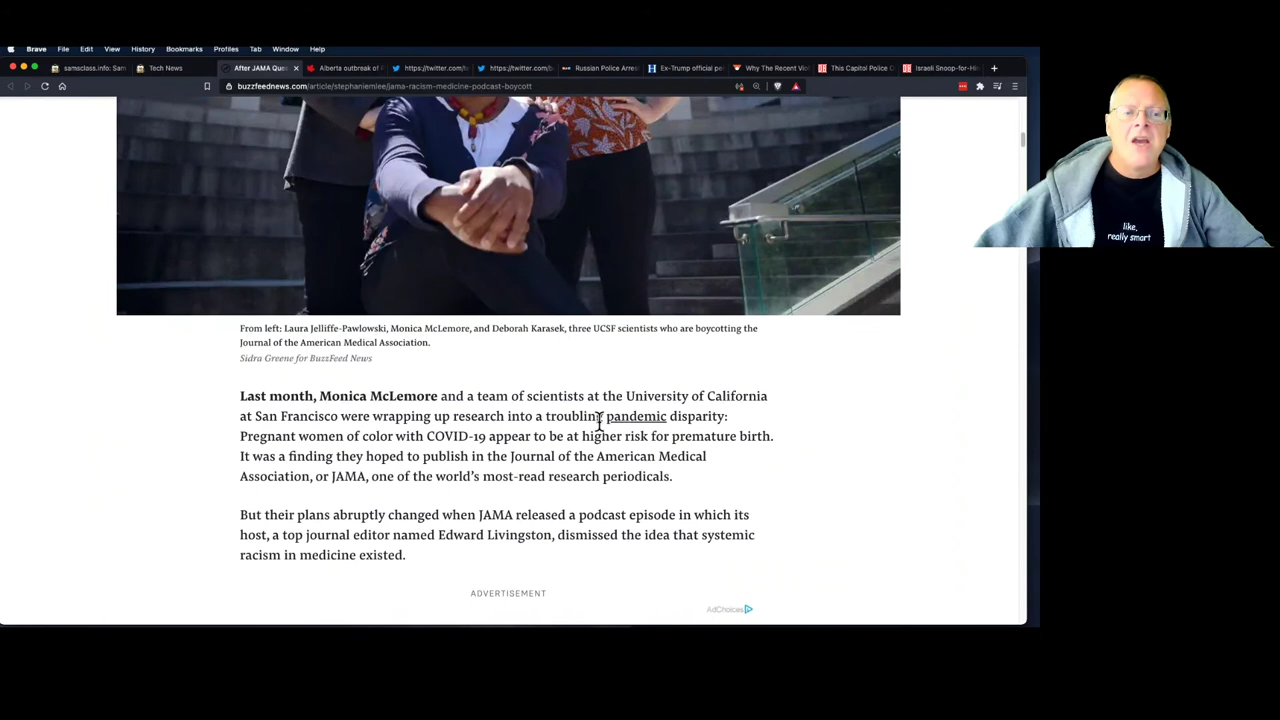 Brave File Edit View History Bookmarks Profiles Tab Window Help
samsclass.info: Sam Tech News After JAMA Ques Alberta outbreak of https://twitter.com/ https://twitter.com/ Russian Police Arres Ex-Trump official pe Why The Recent Vio This Capitol Police O Israeli Snoop-for-Hi
buzzfeednews.com/article/stephaniemlee/jama-racism-medicine-podcast-boycott
like,
really smart
From left: Laura Jelliffe-Pawlowski, Monica McLemore, and Deborah Karasek, three UCSF scientists who are boycotting the
Journal of the American Medical Association.
Sidra Greene for BuzzFeed News
Last month, Monica McLemore and a team of scientists at the University of California
at San Francisco were wrapping up research into a troubling pandemic disparity:
Pregnant women of color with COVID-19 appear to be at higher risk for premature birth.
It was a finding they hoped to publish in the Journal of the American Medical
Association, or JAMA, one of the world's most-read research periodicals.
But their plans abruptly changed when JAMA released a podcast episode in which its
host, a top journal editor named Edward Livingston, dismissed the idea that systemic
racism in medicine existed.
ADVERTISEMENT
AdChoices